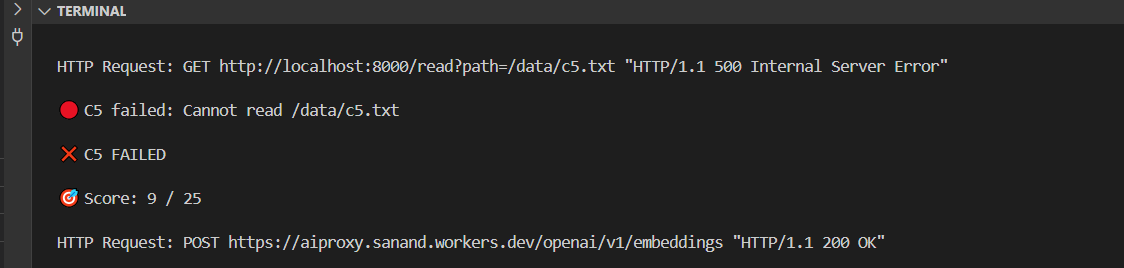 TERMINAL
HTTP Request: GET http://localhost:8000/read?path=/data/c5.txt "HTTP/1.1 500 Internal Server Error"
🔴 C5 failed: Cannot read /data/c5.txt
❌ C5 FAILED
🎯 Score: 9 / 25
HTTP Request: POST https://aiproxy.sanand.workers.dev/openai/v1/embeddings "HTTP/1.1 200 OK"